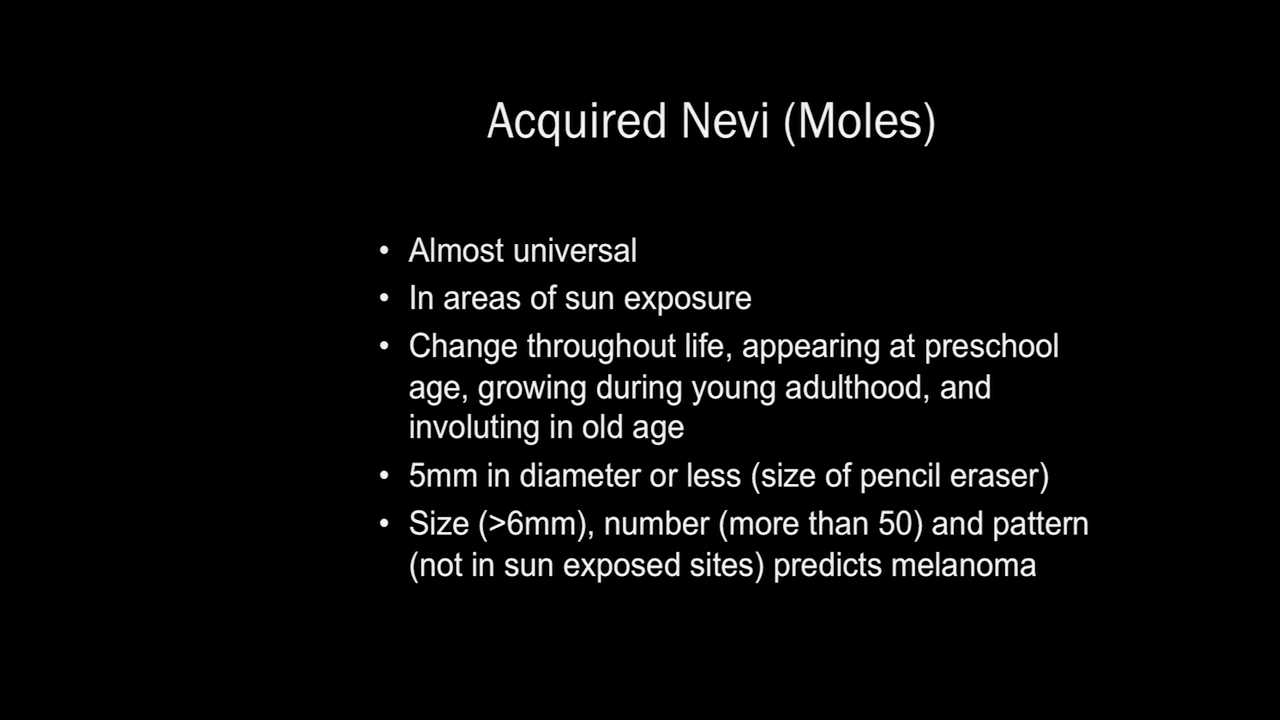 Acquired Nevi (Moles)
• Almost universal
• In areas of sun exposure
• Change throughout life, appearing at preschool
age, growing during young adulthood, and
involuting in old age
• 5mm in diameter or less (size of pencil eraser)
• Size (>6mm), number (more than 50) and pattern
(not in sun exposed sites) predicts melanoma